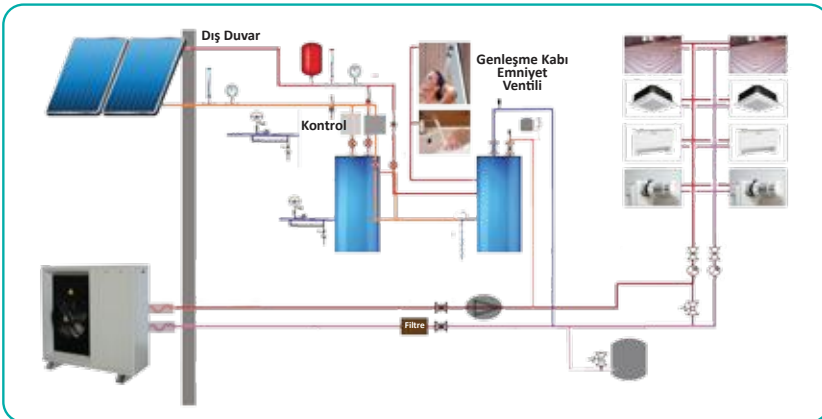 Dış Duvar
Genleşme Kabı
Emniyet
Ventili
Kontrol
Filtre